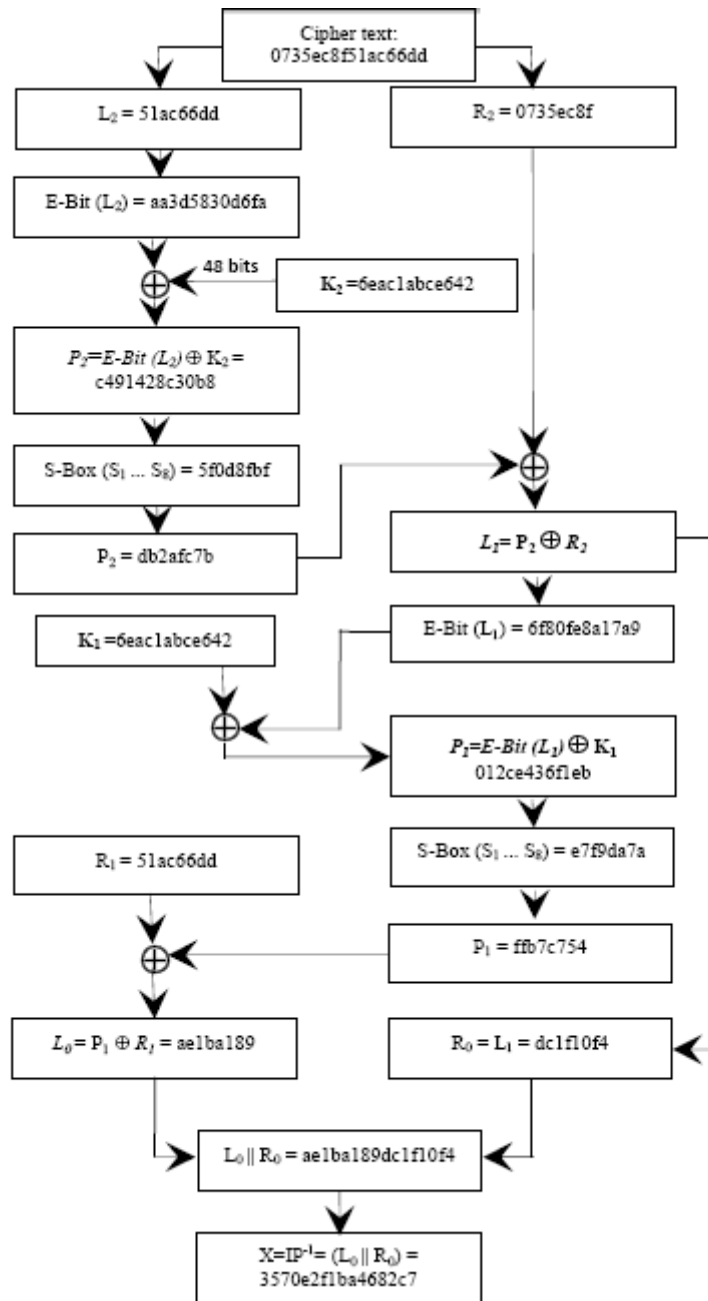 Cipher text:
0735ec8f51ac66dd
L₂ = 51ac66dd
R₂ = 0735ec8f
E-Bit (L₂) = aa3d5830d6fa
48 bits
K₂ =6eac1abce642
P₂=E-Bit (L₂) ⊕ K₂ =
c491428c30b8
S-Box (S₁ ... S₈) = 5f0d8fbf
P₂ = db2afc7b
L₁= P₂ ⊕ R₂
E-Bit (L₁) = 6f80fe8a17a9
K₁ =6eac1abce642
P₁=E-Bit (L₁) ⊕ K₁
012ce436f1eb
S-Box (S₁ ... S₈) = e7f9da7a
R₁ = 51ac66dd
P₁ = ffb7c754
L₀ = P₁ ⊕ R₁ = ae1ba189
R₀ = L₁ = dc1f10f4
L₀ || R₀ = ae1ba189dc1f10f4
X=IP⁻¹= (L₀ || R₀) =
3570e2f1ba4682c7